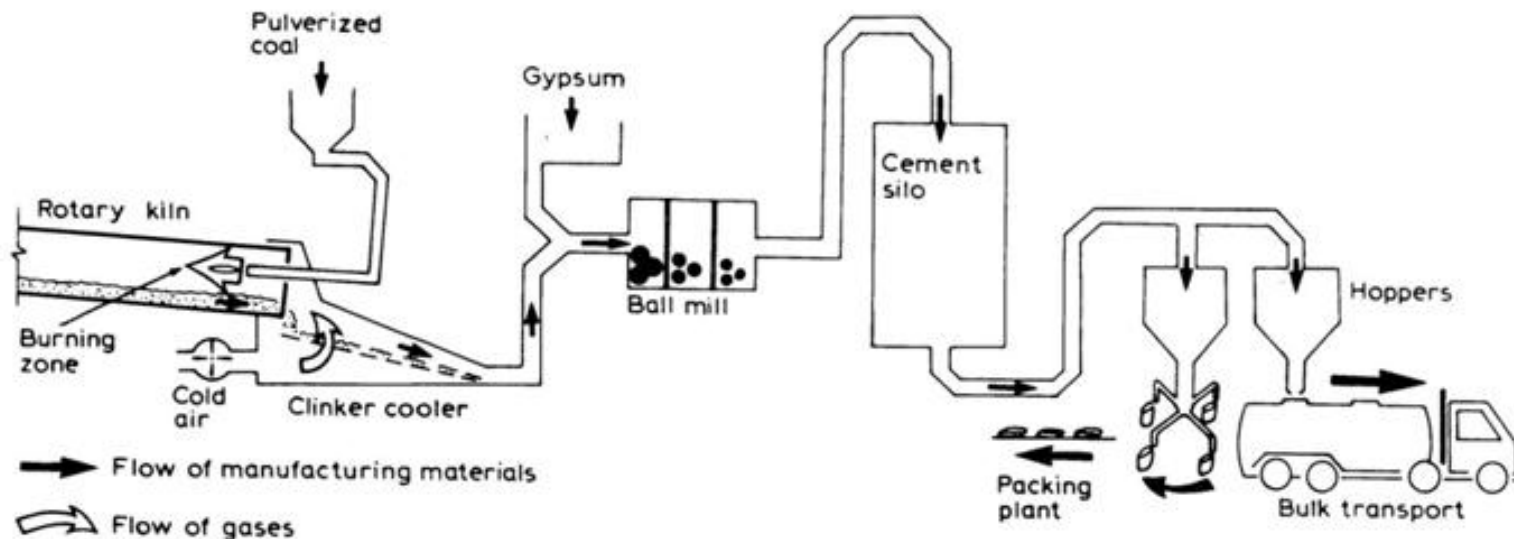 Pulverized
coal
Gypsum
Rotary kiln
Cement
silo
Ball mill
Hoppers
Burning
zone
Cold
air
Clinker cooler
Flow of manufacturing materials
Flow of gases
Packing
plant
Bulk transport